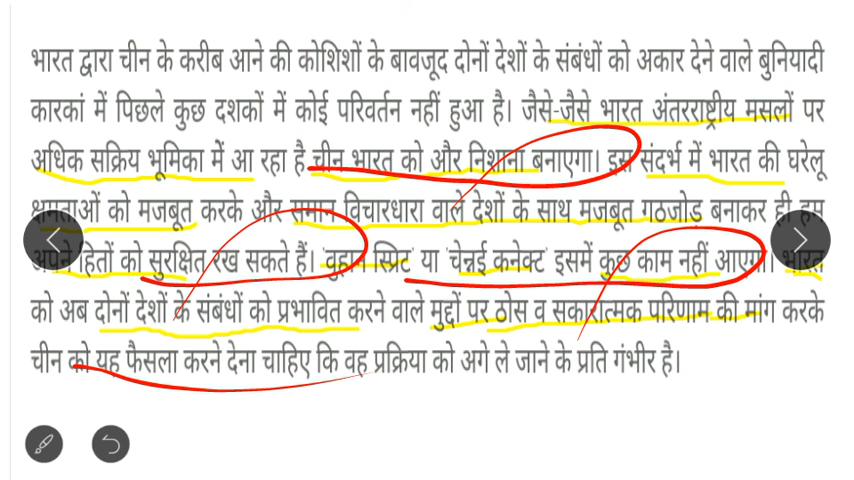 भारत द्वारा चीन के करीब आने की कोशिशों के बावजूद दोनों देशों के संबंधों को अकार देने वाले बुनियादी
कारकां में पिछले कुछ दशकों में कोई परिवर्तन नहीं हुआ है। जैसे-जैसे भारत अंतरराष्ट्रीय मसलों पर
अधिक सक्रिय भूमिका में आ रहा है चीन भारत को और निशाना बनाएगा। इस संदर्भ में भारत की घरेलू
क्षमताओं को मजबूत करके और समान विचारधारा वाले देशों के साथ मजबूत गठजोड़ बनाकर ही हम
अपने हितों को सुरक्षित रख सकते हैं। 'वुहान स्प्रिट' या 'चेन्नई कनेक्ट' इसमें कुछ काम नहीं आएगा। भारत
को अब दोनों देशों के संबंधों को प्रभावित करने वाले मुद्दों पर ठोस व सकारात्मक परिणाम की मांग करके
चीन को यह फैसला करने देना चाहिए कि वह प्रक्रिया को अगे ले जाने के प्रति गंभीर है।